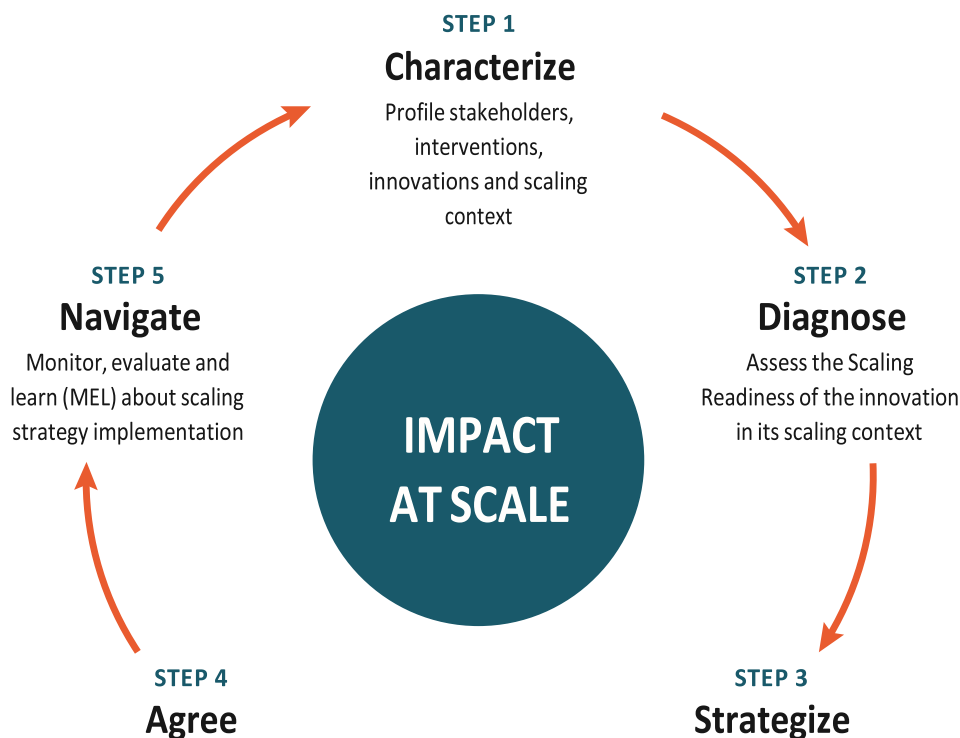 STEP 1
Characterize
Profile stakeholders,
interventions,
innovations and scaling
context
STEP 2
Diagnose
Assess the Scaling
Readiness of the innovation
in its scaling context
STEP 3
Strategize
STEP 4
Agree
STEP 5
Navigate
Monitor, evaluate and
learn (MEL) about scaling
strategy implementation
IMPACT
AT SCALE